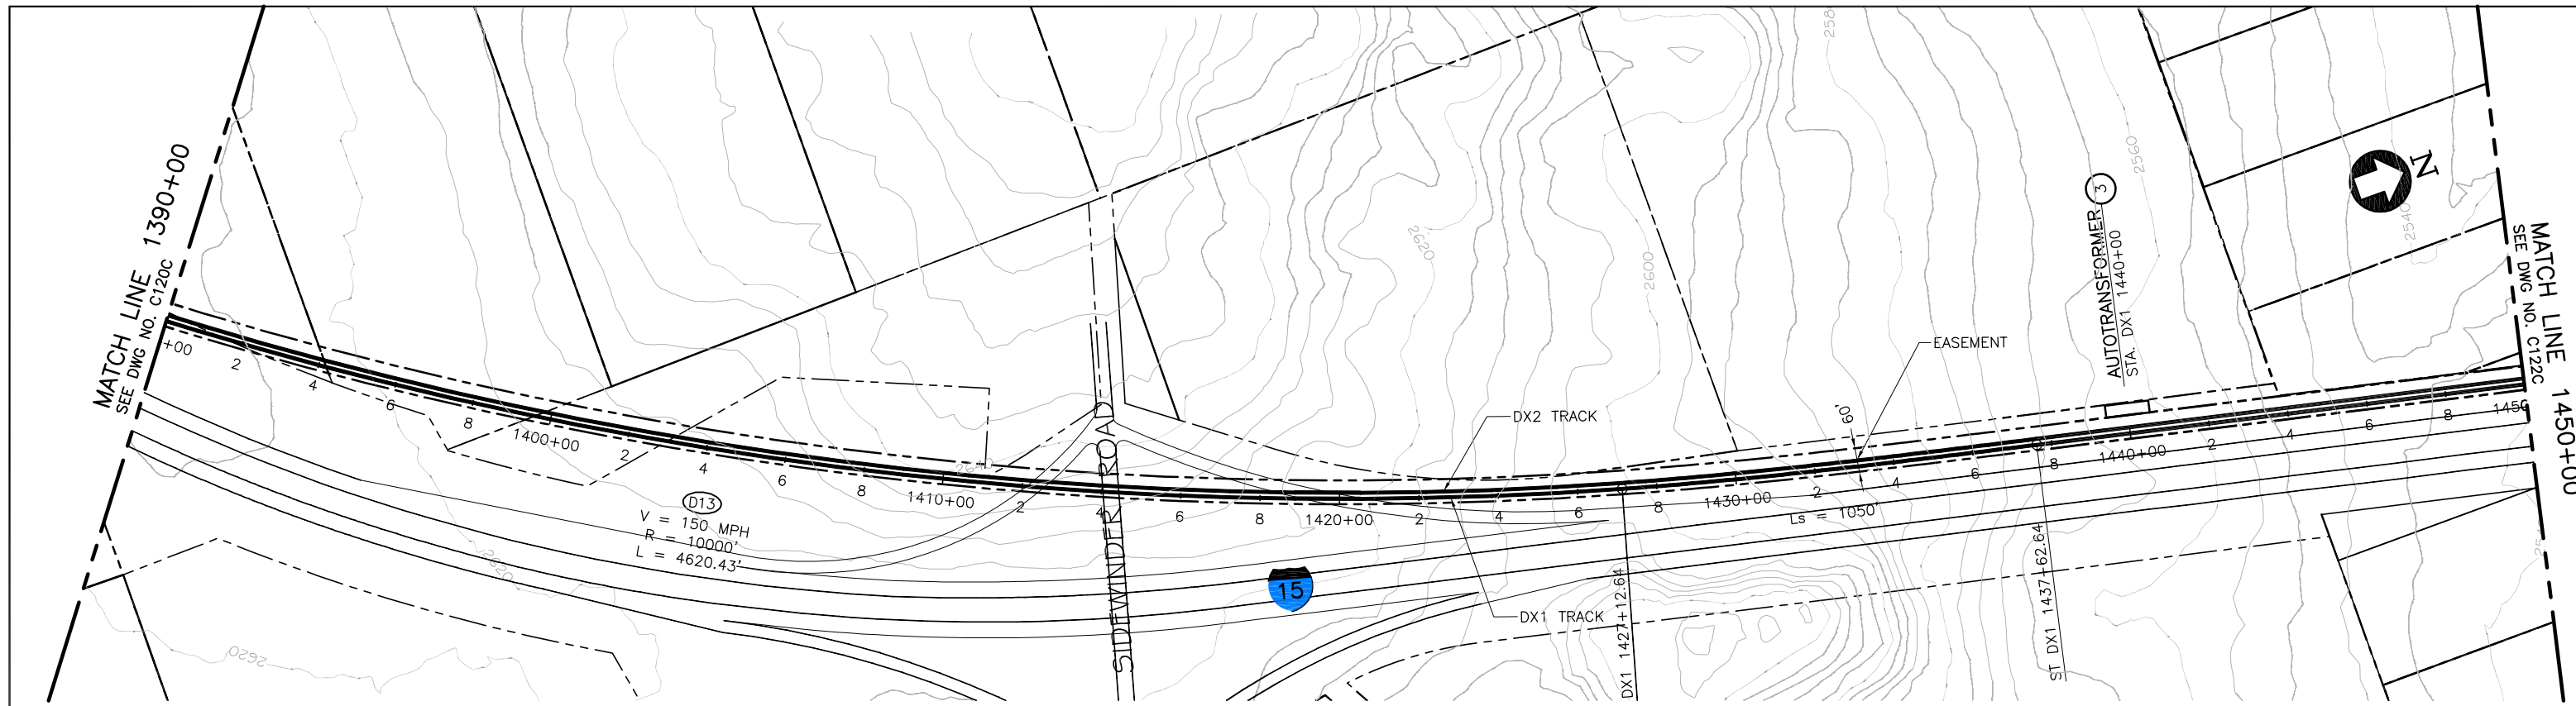 MATCH LINE 1390+00
SEE DWG NO. C120C
+00
2
4
6
8
1400+00
2
4
6
8
1410+00
2
4
6
8
1420+00
2
4
6
8
1430+00
2
4
6
8
1440+00
2
4
6
8
1450
D13
V = 150 MPH
R = 10000'
L = 4620.43'
SIDEWINDER ROAD
15
DX2 TRACK
DX1 TRACK
DX1 1427+12.64
Ls = 1050'
60'
EASEMENT
ST DX1 1437+62.64
AUTOTRANSFORMER 3
STA. DX1 1440+00
N
MATCH LINE 1450+00
SEE DWG NO. C122C
2620
2620
2640
2620
2600
2560
2540